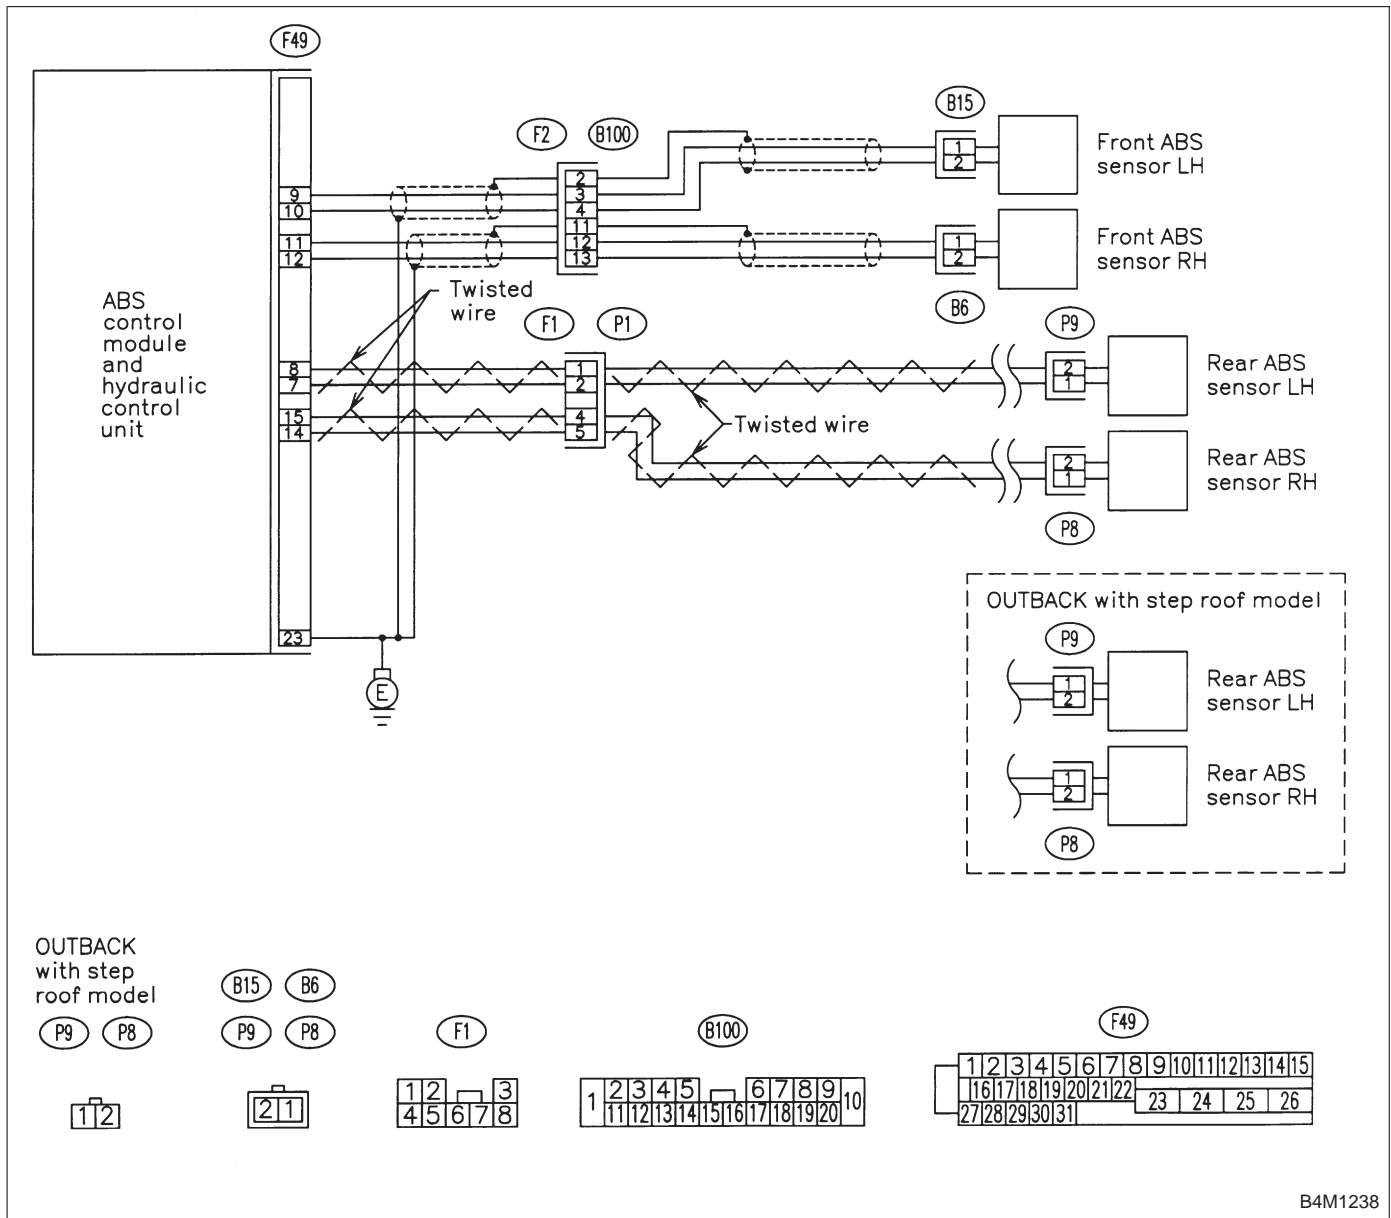 F49
B15
F2 B100
1
2
Front ABS
sensor LH
2
3
4
11
12
13
9
10
11
12
1
2
Front ABS
sensor RH
B6
ABS
control
module
and
hydraulic
control
unit
Twisted
wire
F1 P1
P9
8
7
1
2
2
1
Rear ABS
sensor LH
15
14
4
5
Twisted wire
2
1
Rear ABS
sensor RH
P8
23
E
OUTBACK with step roof model
P9
1
2
Rear ABS
sensor LH
1
2
Rear ABS
sensor RH
P8
OUTBACK
with step
roof model
P9 P8
1 2
B15 B6
P9 P8
2 1
F1
1 2 3
4 5 6 7 8
B100
1 2 3 4 5 6 7 8 9 10
11 12 13 14 15 16 17 18 19 20
F49
1 2 3 4 5 6 7 8 9 10 11 12 13 14 15
16 17 18 19 20 21 22 23 24 25 26
27 28 29 30 31
B4M1238